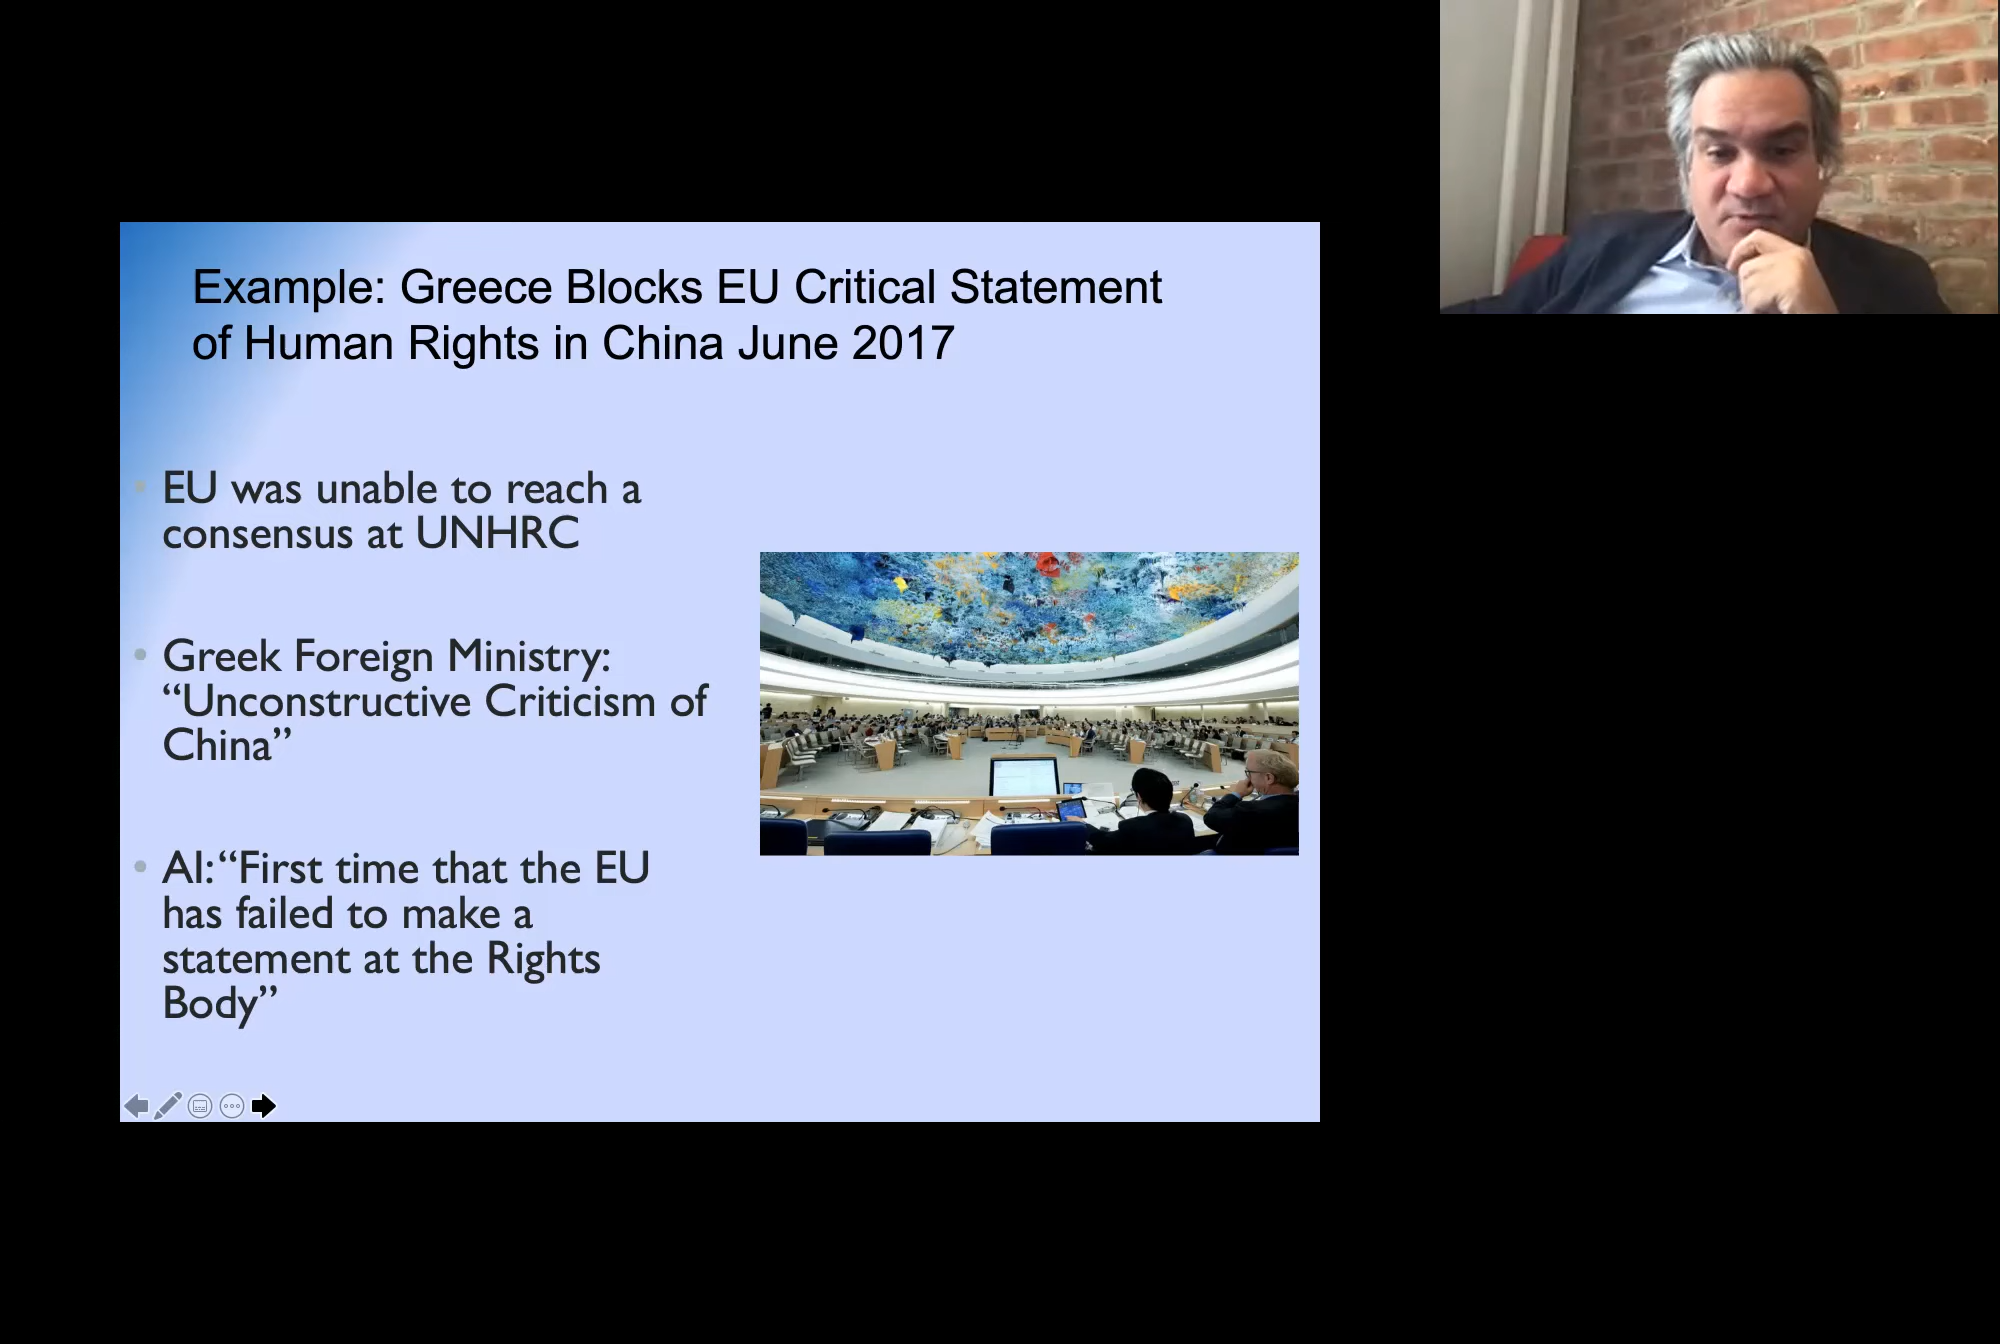 Example: Greece Blocks EU Critical Statement
of Human Rights in China June 2017
EU was unable to reach a
consensus at UNHRC
Greek Foreign Ministry:
“Unconstructive Criticism of
China”
AI:“First time that the EU
has failed to make a
statement at the Rights
Body”